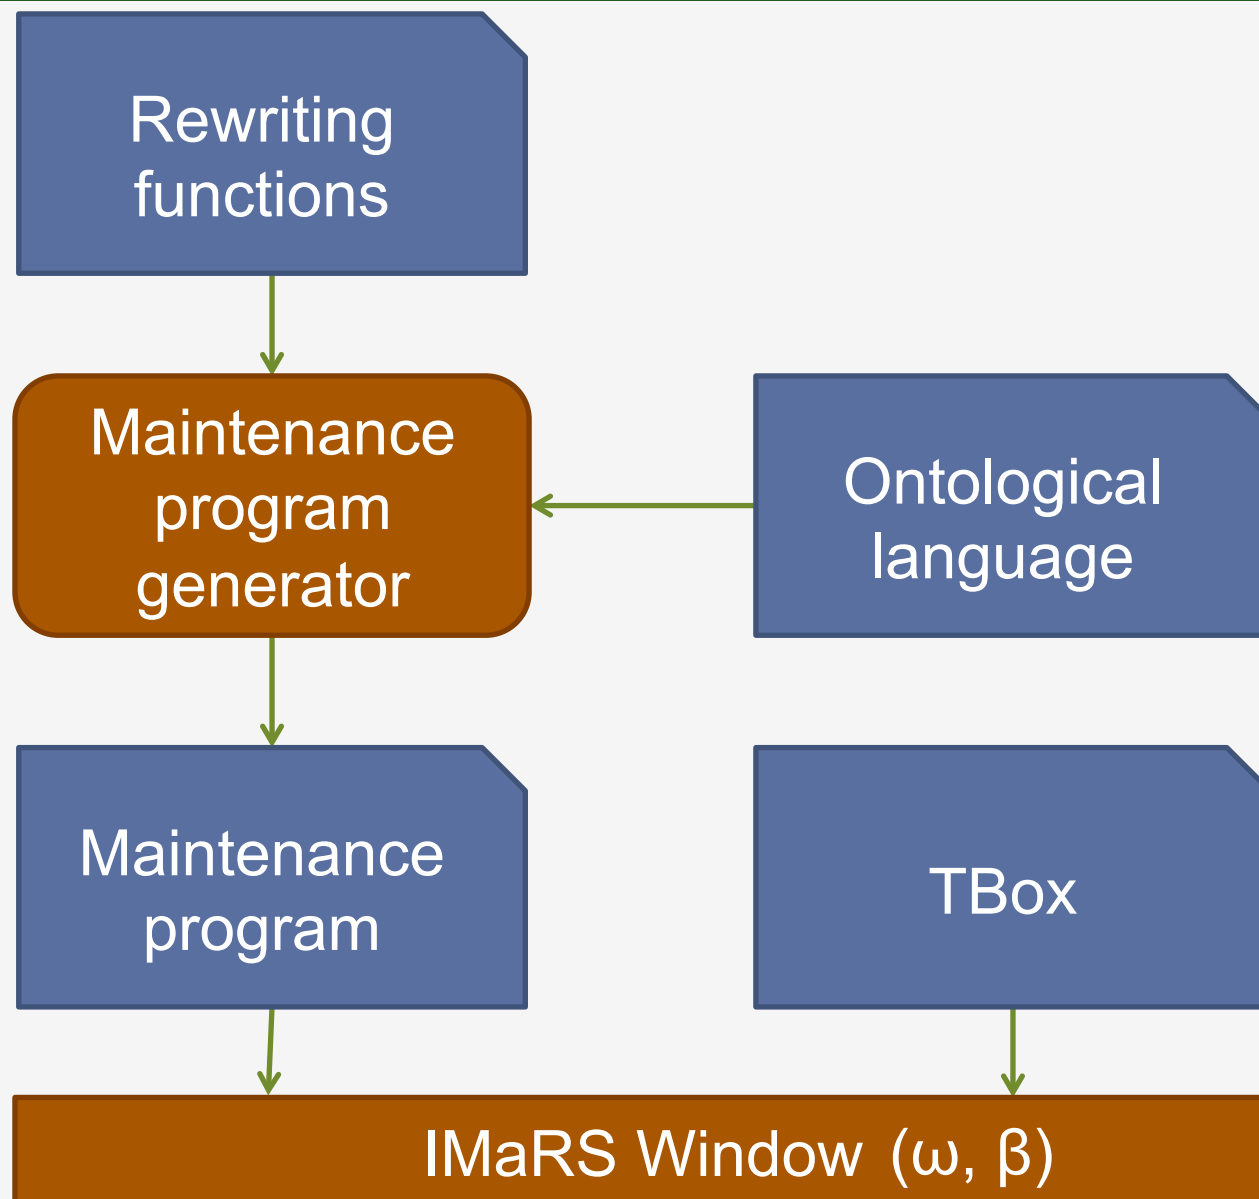 Rewriting
functions
Maintenance
program
generator
Ontological
language
Maintenance
program
TBox
IMaRS Window (ω, β)